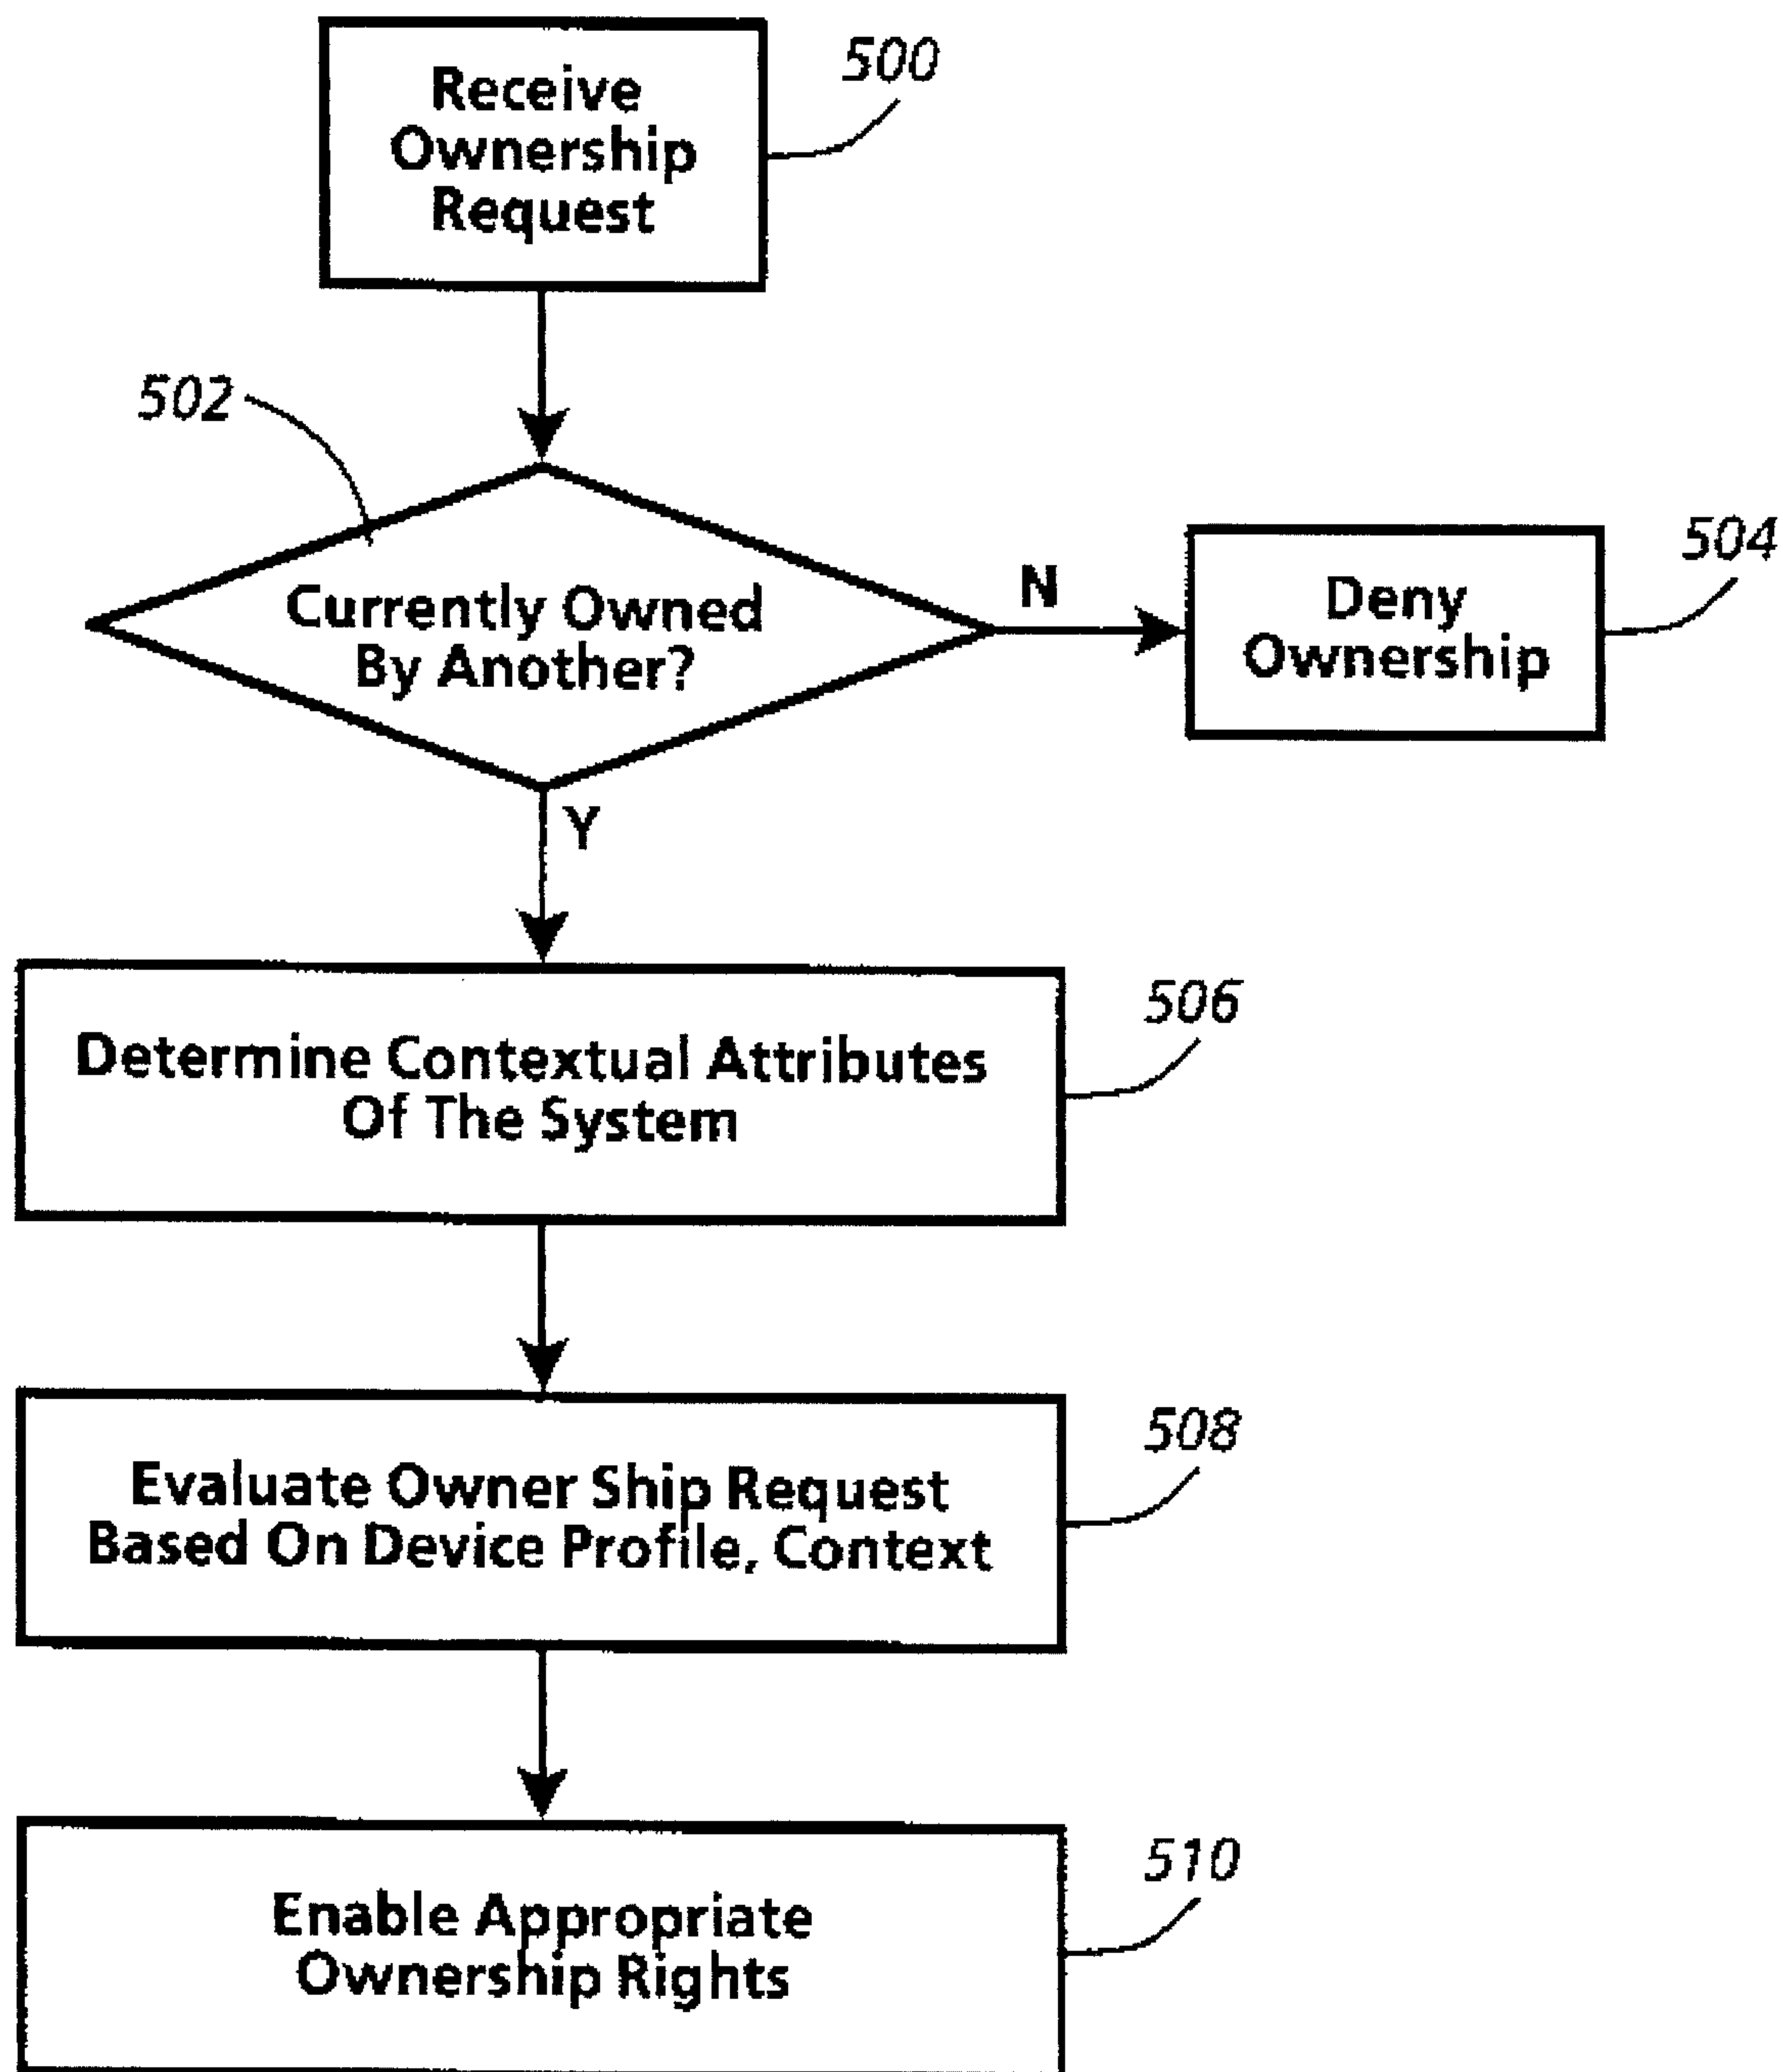 Receive
Ownership
Request
500
502
Currently Owned
By Another?
N
Deny
Ownership
504
Y
Determine Contextual Attributes
Of The System
506
Evaluate Owner Ship Request
Based On Device Profile, Context
508
Enable Appropriate
Ownership Rights
510